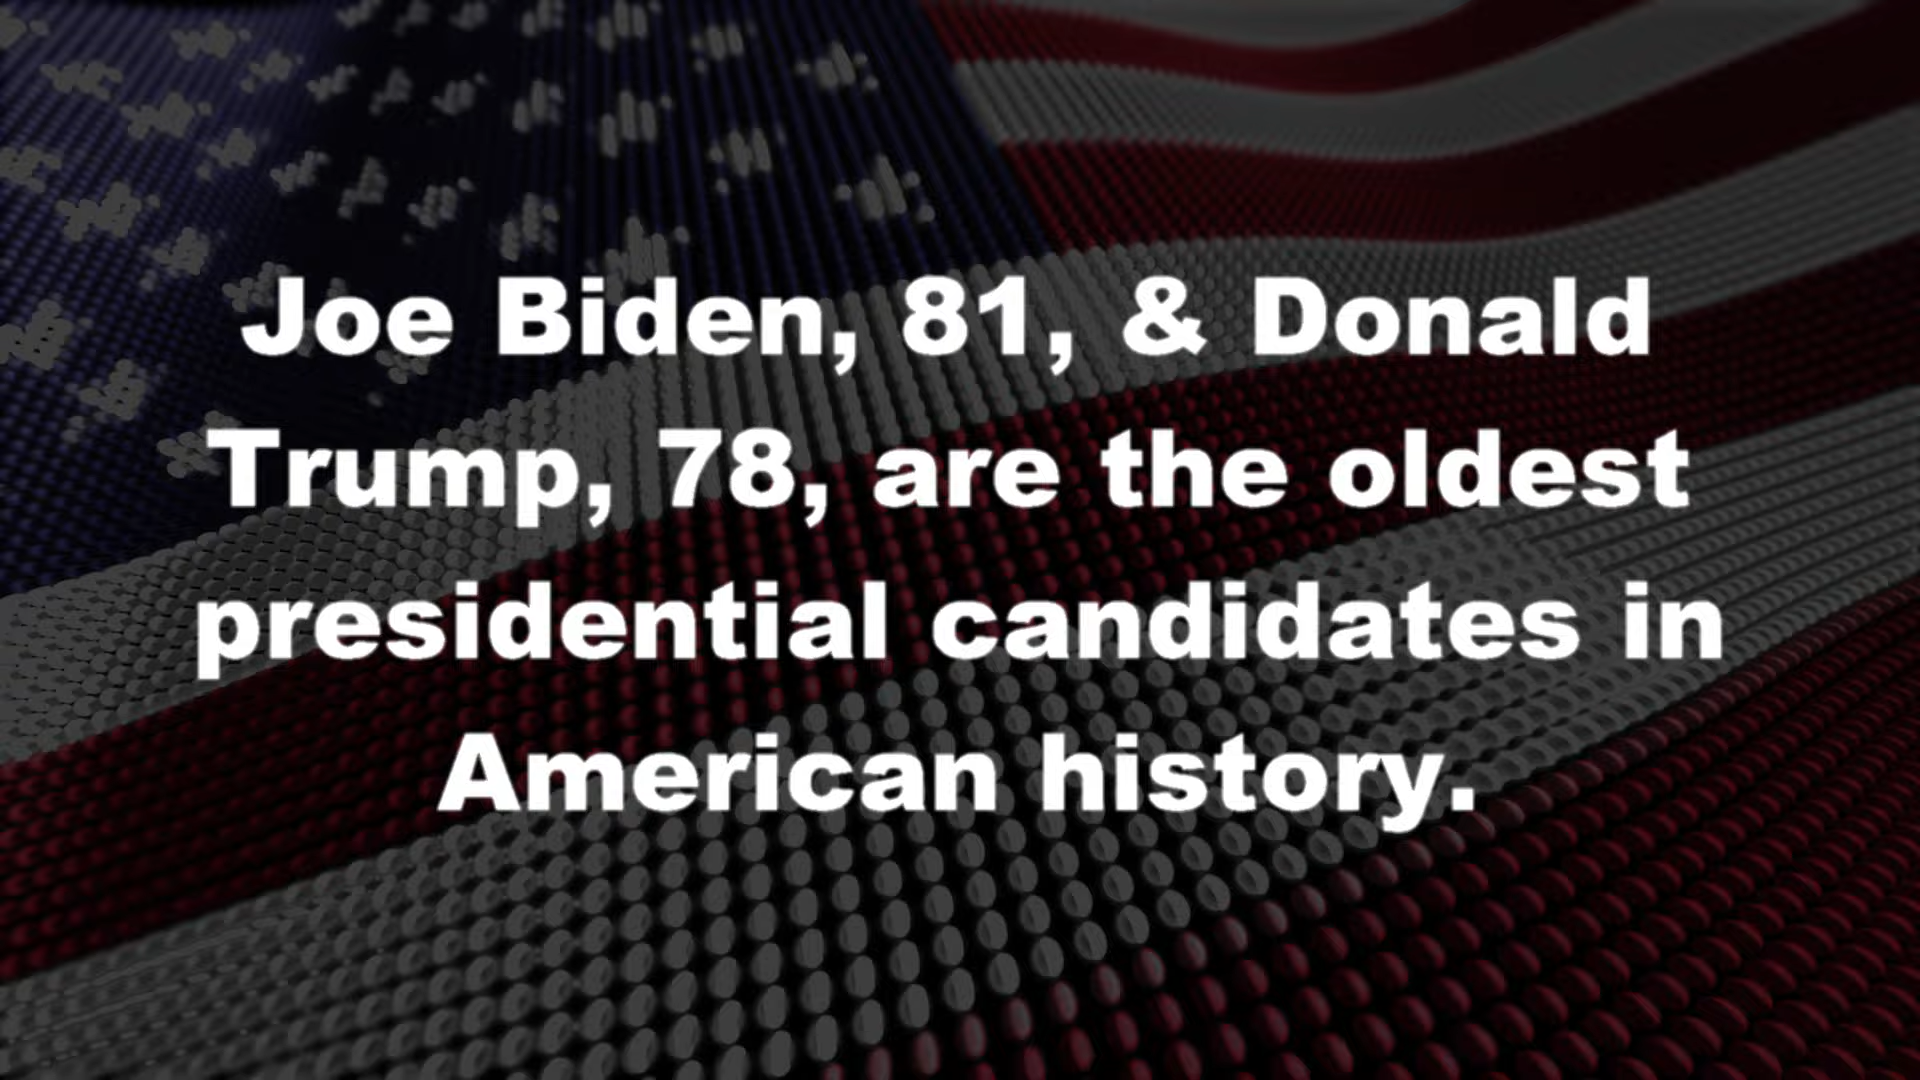 Joe Biden, 81, & Donald
Trump, 78, are the oldest
presidential candidates in
American history.